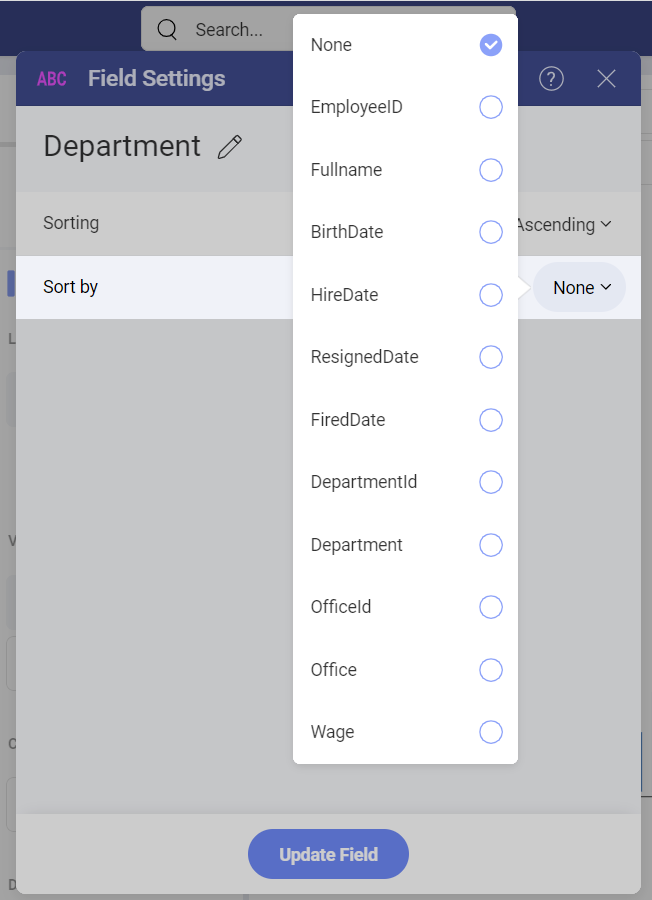 Search...
ABC Field Settings ?
Department
Sorting Ascending
Sort by None
None
EmployeeID
Fullname
BirthDate
HireDate
ResignedDate
FiredDate
DepartmentId
Department
OfficeId
Office
Wage
Update Field
L
V
C
D